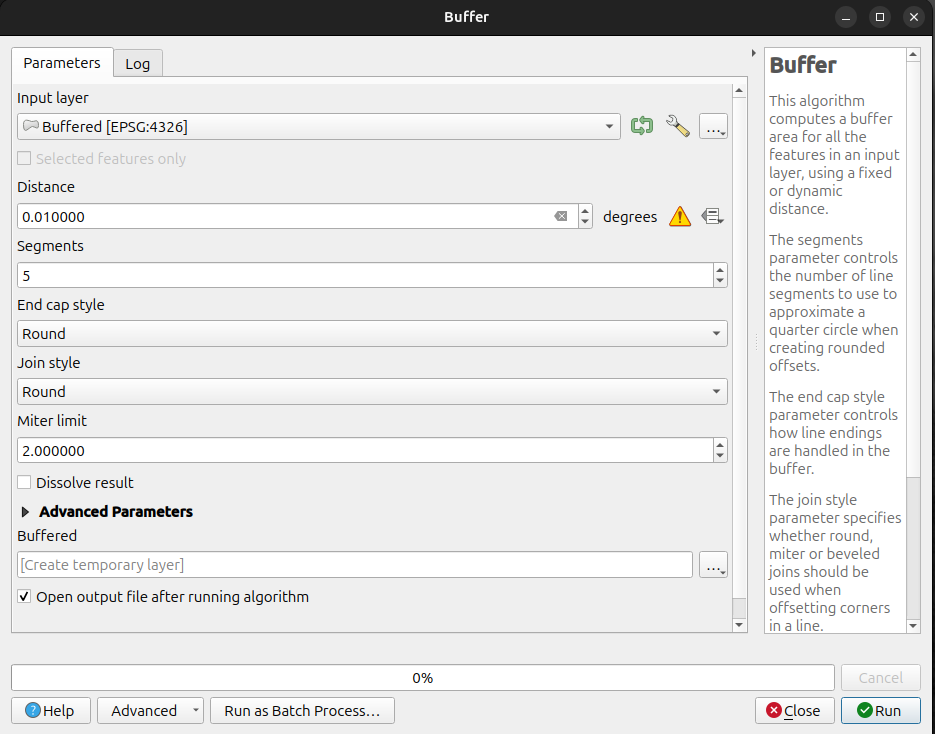 Buffer
Parameters
Log
Input layer
Buffered [EPSG:4326]
...
Selected features only
Distance
0.010000
degrees
Segments
5
End cap style
Round
Join style
Round
Miter limit
2.000000
Dissolve result
Advanced Parameters
Buffered
[Create temporary layer]
...
Open output file after running algorithm
Buffer
This algorithm
computes a buffer
area for all the
features in an input
layer, using a fixed
or dynamic
distance.
The segments
parameter controls
the number of line
segments to use to
approximate a
quarter circle when
creating rounded
offsets.
The end cap style
parameter controls
how line endings
are handled in the
buffer.
The join style
parameter specifies
whether round,
miter or beveled
joins should be
used when
offsetting corners
in a line.
0%
Cancel
Help
Advanced
Run as Batch Process...
Close
Run